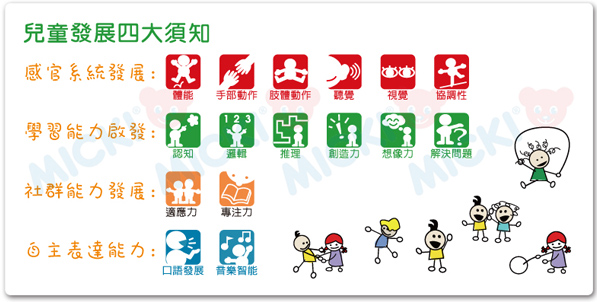 兒童發展四大須知
感官系統發展：
體能 手部動作 肢體動作 聽覺 視覺 協調性
學習能力啟發：
1 2 3
認知 邏輯 推理 創造力 想像力 解決問題
社群能力發展：
適應力 專注力
自主表達能力：
口語發展 音樂智能
MICKI MICKI MICKI MICKI